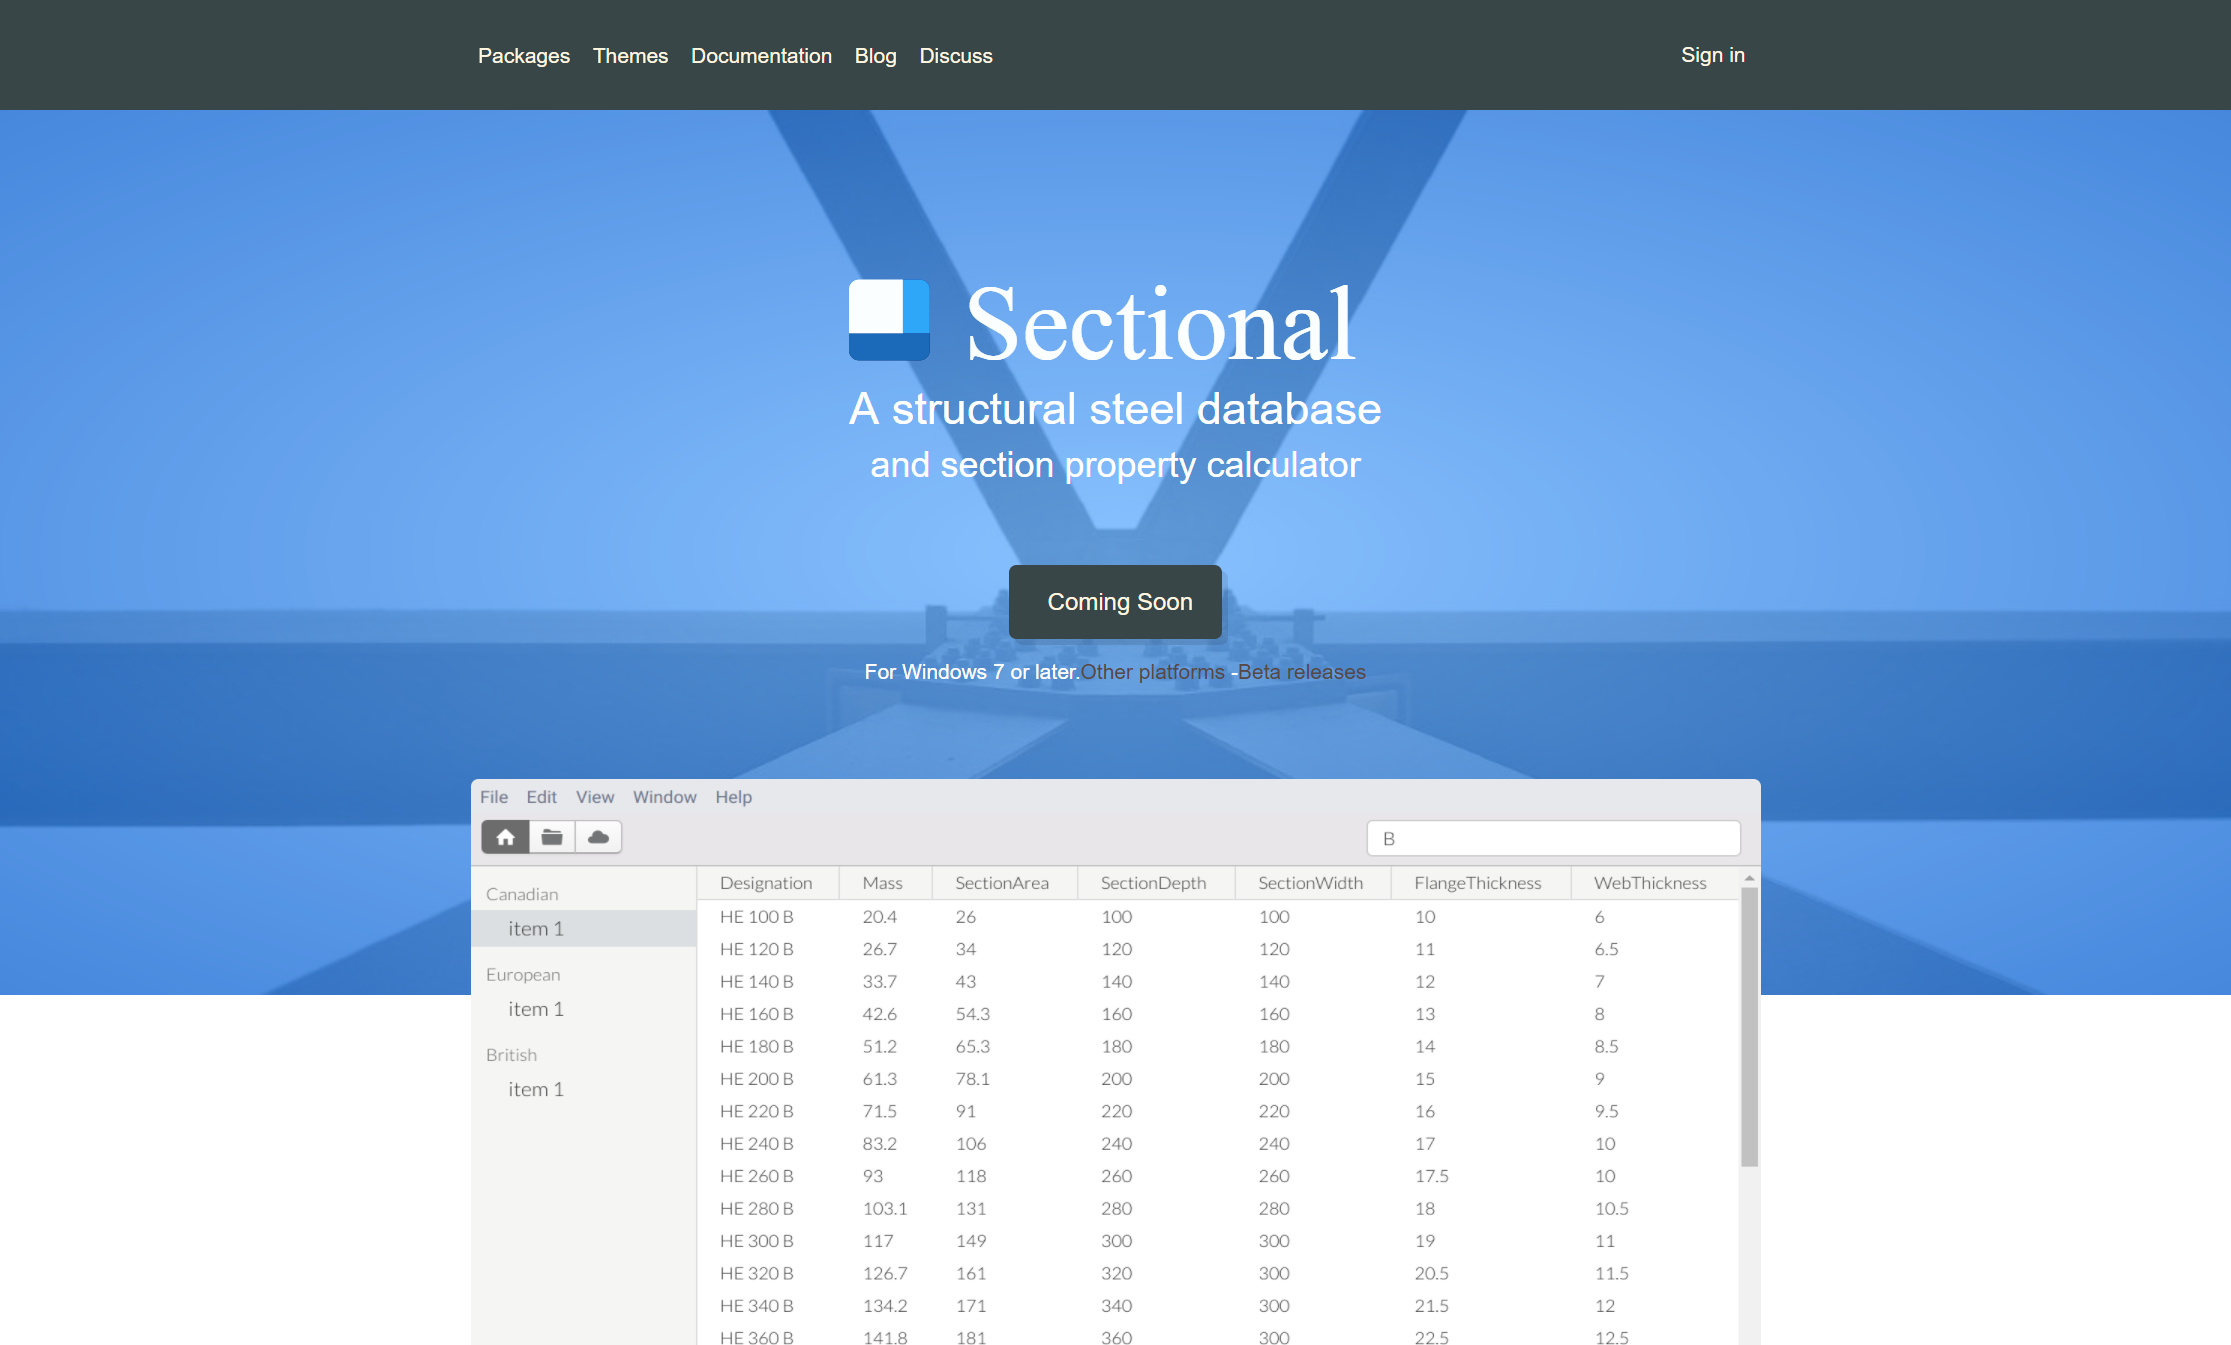 Packages Themes Documentation Blog Discuss Sign in
Sectional
A structural steel database
and section property calculator
Coming Soon
For Windows 7 or later.Other platforms -Beta releases
File Edit View Window Help
B
Canadian
item 1
European
item 1
British
item 1
Designation Mass SectionArea SectionDepth SectionWidth FlangeThickness WebThickness
HE 100 B 20.4 26 100 100 10 6
HE 120 B 26.7 34 120 120 11 6.5
HE 140 B 33.7 43 140 140 12 7
HE 160 B 42.6 54.3 160 160 13 8
HE 180 B 51.2 65.3 180 180 14 8.5
HE 200 B 61.3 78.1 200 200 15 9
HE 220 B 71.5 91 220 220 16 9.5
HE 240 B 83.2 106 240 240 17 10
HE 260 B 93 118 260 260 17.5 10
HE 280 B 103.1 131 280 280 18 10.5
HE 300 B 117 149 300 300 19 11
HE 320 B 126.7 161 320 300 20.5 11.5
HE 340 B 134.2 171 340 300 21.5 12
HE 360 B 141.8 181 360 300 22.5 12.5